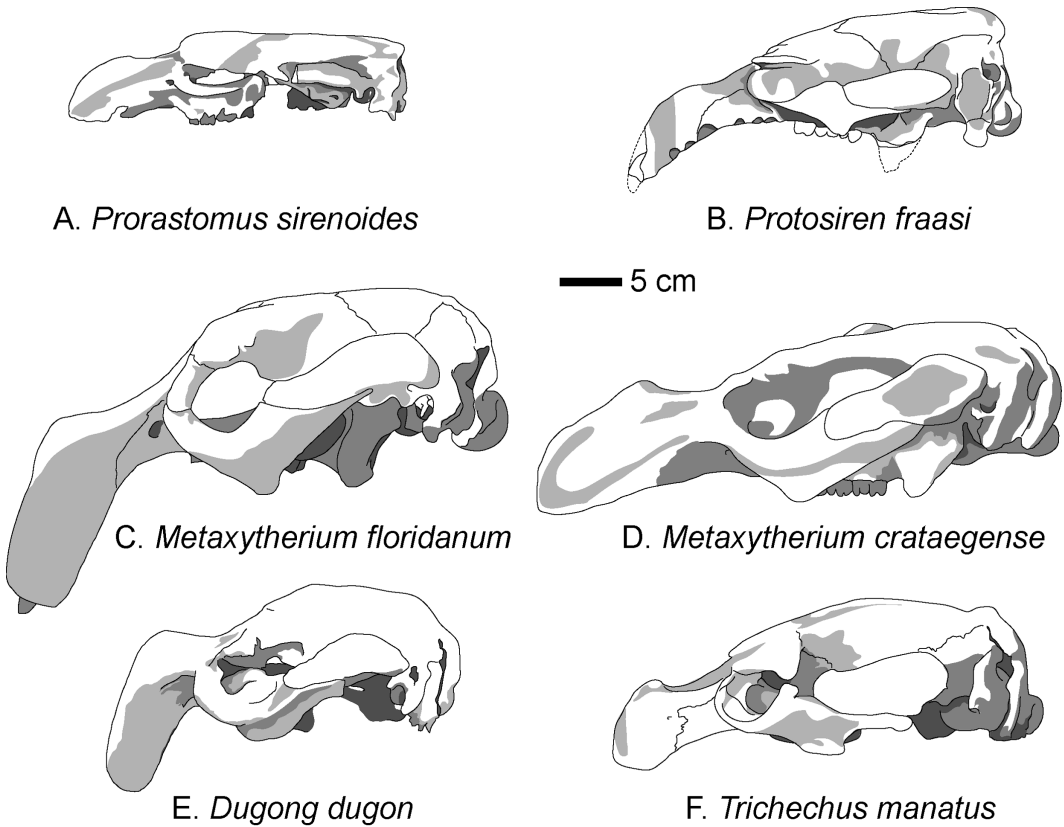 A. Prorastomus sirenoides
B. Protosiren fraasi
5 cm
C. Metaxytherium floridanum
D. Metaxytherium crataegense
E. Dugong dugon
F. Trichechus manatus